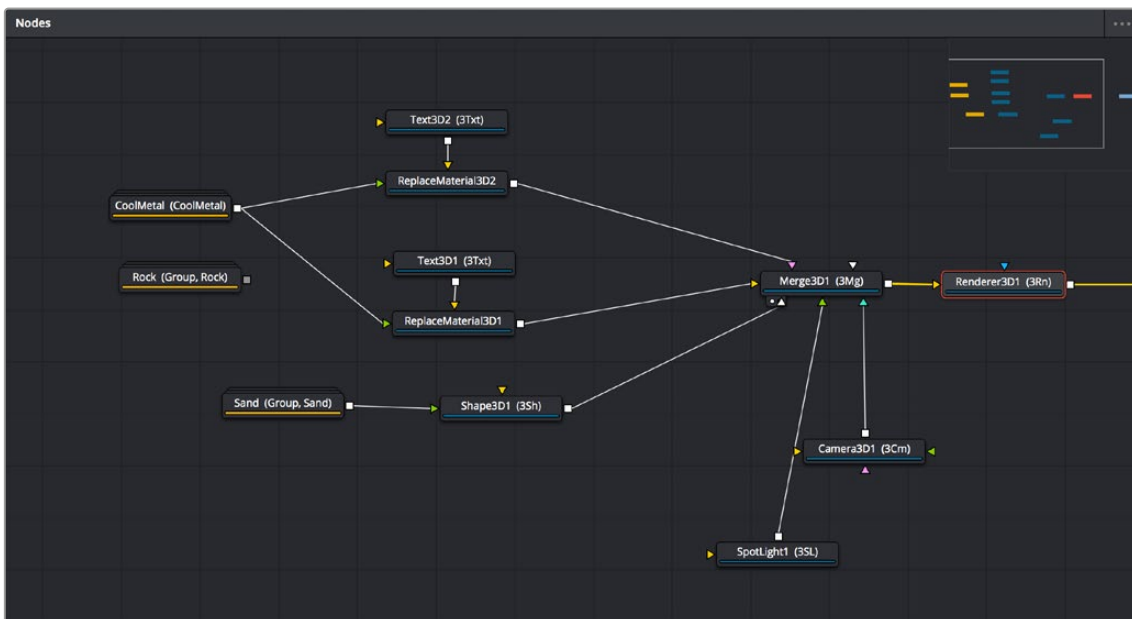 Nodes
Text3D2 (3Txt)
ReplaceMaterial3D2
CoolMetal (CoolMetal)
Text3D1 (3Txt)
Rock (Group, Rock)
Merge3D1 (3Mg)
Renderer3D1 (3Rn)
ReplaceMaterial3D1
Sand (Group, Sand)
Shape3D1 (3Sh)
Camera3D1 (3Cm)
SpotLight1 (3SL)